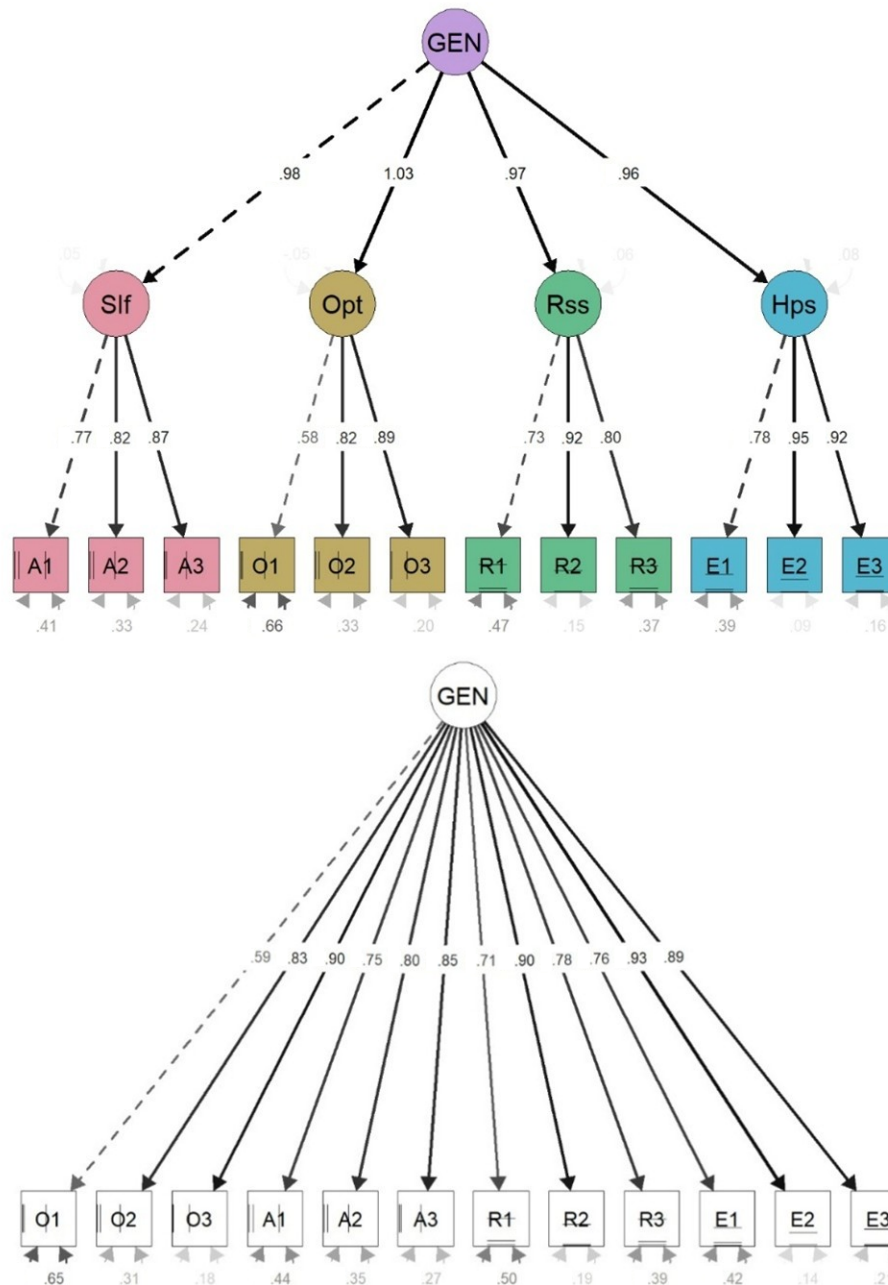 GEN
.98 1.03 .97 .96
.05 -.05 .06 .08
Slf Opt Rss Hps
.77 .82 .87 .58 .82 .89 .73 .92 .80 .78 .95 .92
A1 A2 A3 O1 O2 O3 R1 R2 R3 E1 E2 E3
.41 .33 .24 .66 .33 .20 .47 .15 .37 .39 .09 .16
GEN
.59 .83 .90 .75 .80 .85 .71 .90 .78 .76 .93 .89
O1 O2 O3 A1 A2 A3 R1 R2 R3 E1 E2 E3
.65 .31 .18 .44 .35 .27 .50 .19 .39 .42 .14